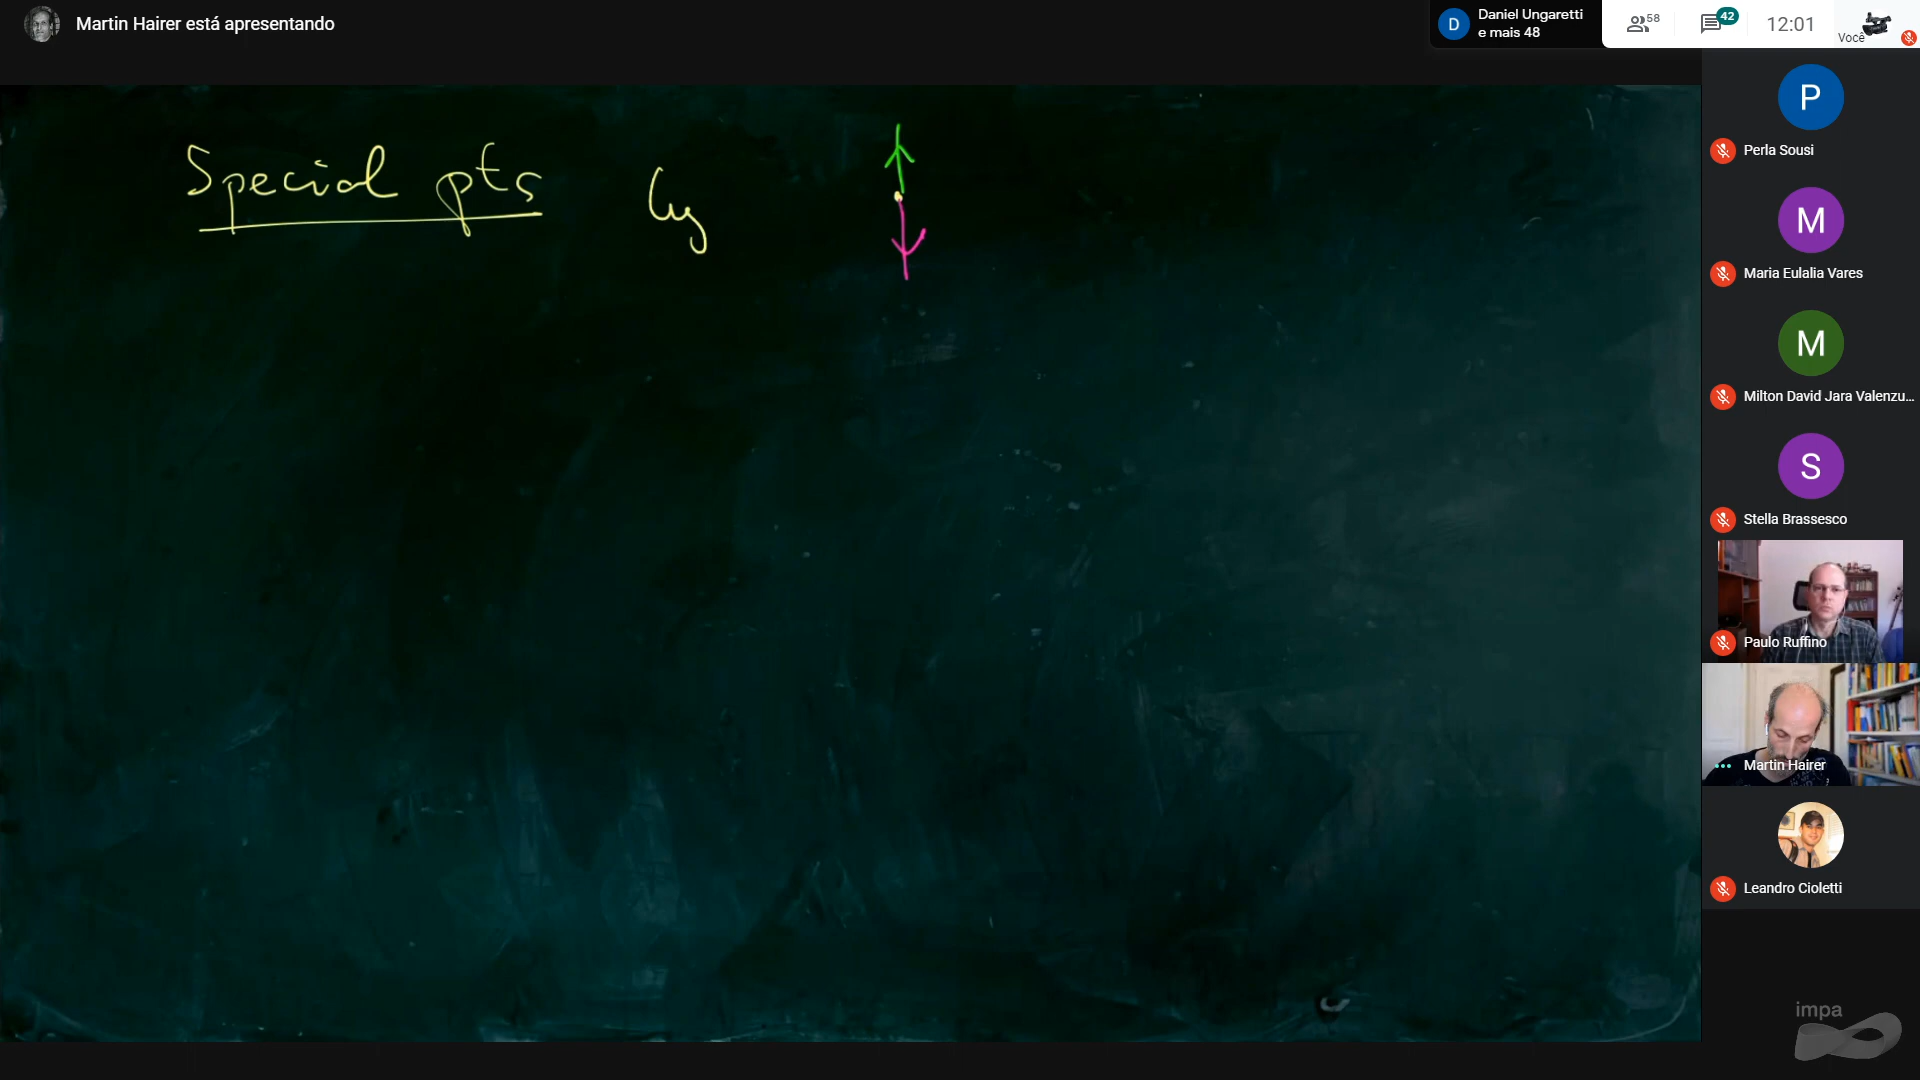 Martin Hairer está apresentando
D
Daniel Ungaretti
e mais 48
58
42
12:01
Você
Special pts
P
Perla Sousi
M
Maria Eulalia Vares
M
Milton David Jara Valenzu...
S
Stella Brassesco
Paulo Ruffino
Martin Hairer
Leandro Cioletti
impa